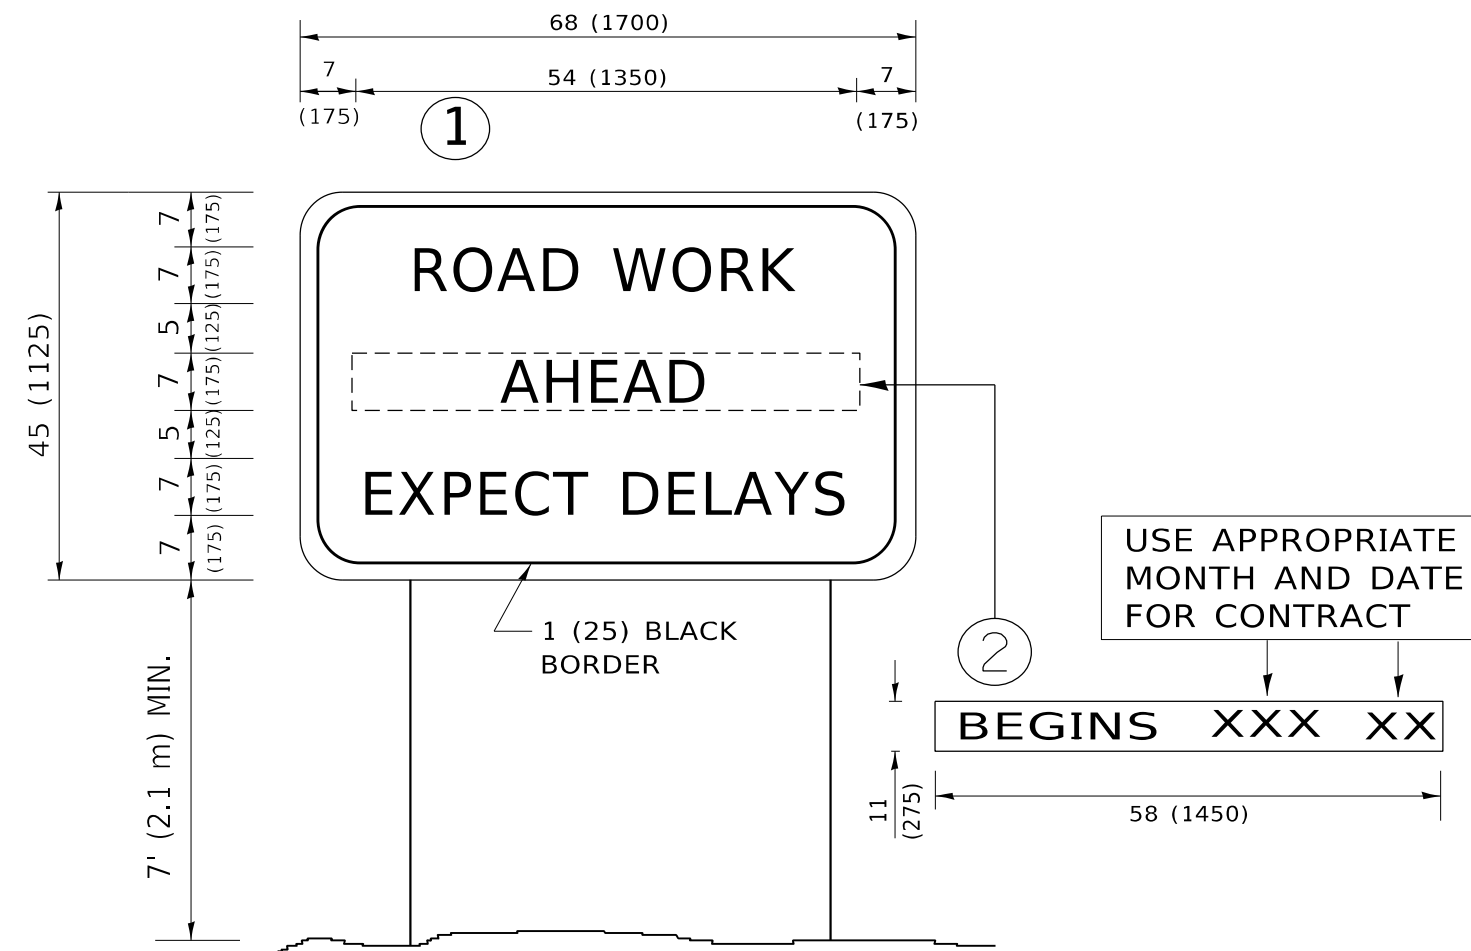 68 (1700)
7
54 (1350)
7
(175)
(175)
1
7 (175)
7 (175)
5 (125)
7 (175)
5 (125)
7 (175)
7 (175)
45 (1125)
ROAD WORK
AHEAD
EXPECT DELAYS
1 (25) BLACK
BORDER
7' (2.1 m) MIN.
USE APPROPRIATE
MONTH AND DATE
FOR CONTRACT
2
BEGINS XXX XX
11
(275)
58 (1450)